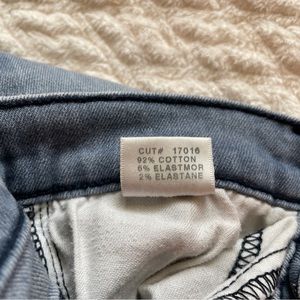 CUT# 17016
92% COTTON
6% ELASTMOR
2% ELASTANE